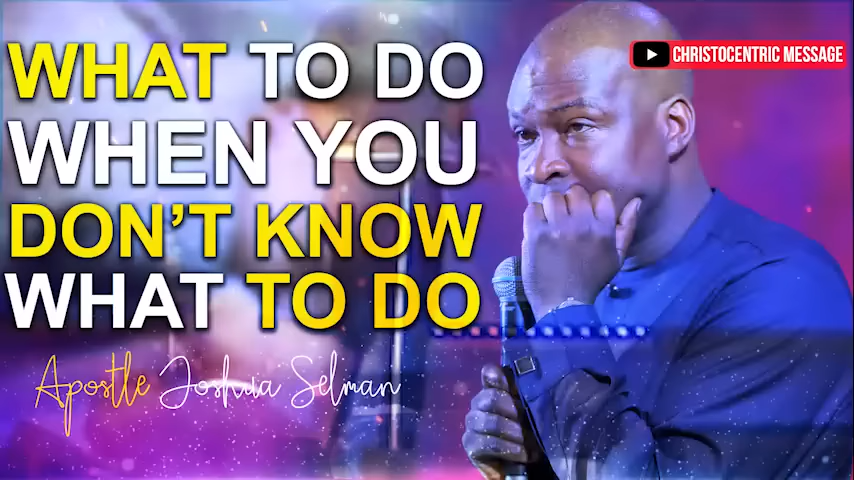 WHAT TO DO
WHEN YOU
DON'T KNOW
WHAT TO DO
Apostle Joshua Selman
CHRISTOCENTRIC MESSAGE